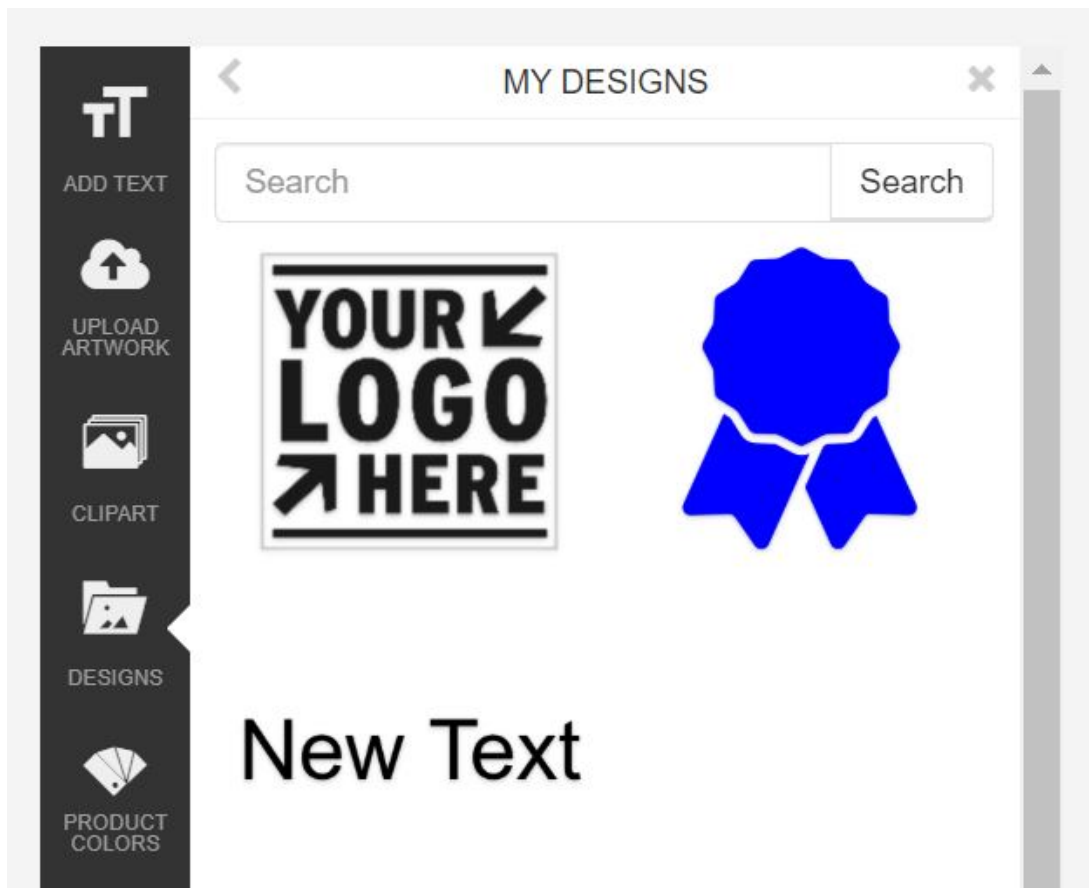 MY DESIGNS
ADD TEXT
UPLOAD
ARTWORK
CLIPART
DESIGNS
PRODUCT
COLORS
Search
Search
YOUR
LOGO
HERE
New Text